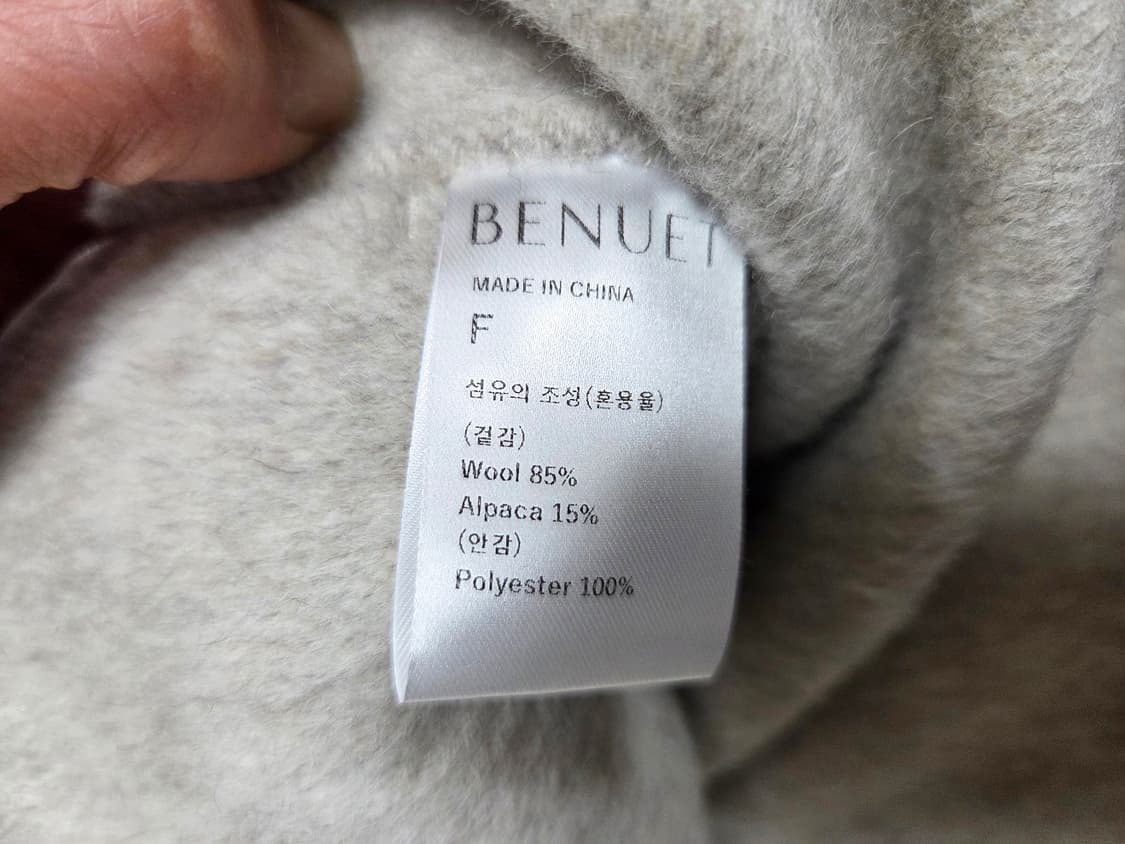 BENUET
MADE IN CHINA
F
섬유의 조성(혼용율)
(겉감)
Wool 85%
Alpaca 15%
(안감)
Polyester 100%